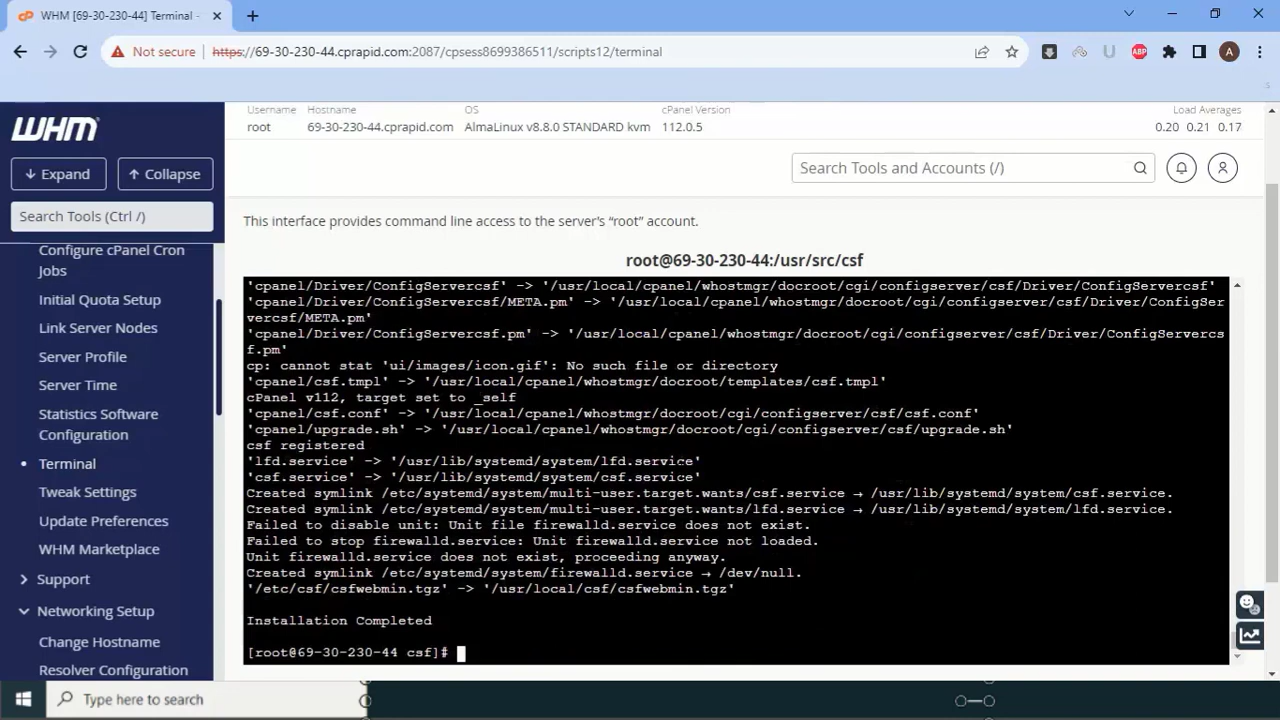 WHM [69-30-230-44] Terminal -
Not secure
https://69-30-230-44.cprapid.com:2087/cpsess8699386511/scripts12/terminal
ABP
A
WHM
Expand
Collapse
Search Tools (Ctrl /)
Configure cPanel Cron
Jobs
Initial Quota Setup
Link Server Nodes
Server Profile
Server Time
Statistics Software
Configuration
Terminal
Tweak Settings
Update Preferences
WHM Marketplace
Support
Networking Setup
Change Hostname
Resolver Configuration
Username Hostname OS cPanel Version Load Averages
root 69-30-230-44.cprapid.com AlmaLinux v8.8.0 STANDARD kvm 112.0.5 0.20 0.21 0.17
Search Tools and Accounts (/)
This interface provides command line access to the server's “root” account.
root@69-30-230-44:/usr/src/csf
'cpanel/Driver/ConfigServercsf' -> '/usr/local/cpanel/whostmgr/docroot/cgi/configserver/csf/Driver/ConfigServercsf'
'cpanel/Driver/ConfigServercsf/META.pm' -> '/usr/local/cpanel/whostmgr/docroot/cgi/configserver/csf/Driver/ConfigSer
vercsf/META.pm'
'cpanel/Driver/ConfigServercsf.pm' -> '/usr/local/cpanel/whostmgr/docroot/cgi/configserver/csf/Driver/ConfigServercs
f.pm'
cp: cannot stat 'ui/images/icon.gif': No such file or directory
'cpanel/csf.tmpl' -> '/usr/local/cpanel/whostmgr/docroot/templates/csf.tmpl'
cPanel v112, target set to _self
'cpanel/csf.conf' -> '/usr/local/cpanel/whostmgr/docroot/cgi/configserver/csf/csf.conf'
'cpanel/upgrade.sh' -> '/usr/local/cpanel/whostmgr/docroot/cgi/configserver/csf/upgrade.sh'
csf registered
'lfd.service' -> '/usr/lib/systemd/system/lfd.service'
'csf.service' -> '/usr/lib/systemd/system/csf.service'
Created symlink /etc/systemd/system/multi-user.target.wants/csf.service → /usr/lib/systemd/system/csf.service.
Created symlink /etc/systemd/system/multi-user.target.wants/lfd.service → /usr/lib/systemd/system/lfd.service.
Failed to disable unit: Unit file firewalld.service does not exist.
Failed to stop firewalld.service: Unit firewalld.service not loaded.
Unit firewalld.service does not exist, proceeding anyway.
Created symlink /etc/systemd/system/firewalld.service → /dev/null.
'/etc/csf/csfwebmin.tgz' -> '/usr/local/csf/csfwebmin.tgz'
Installation Completed
[root@69-30-230-44 csf]#
Type here to search